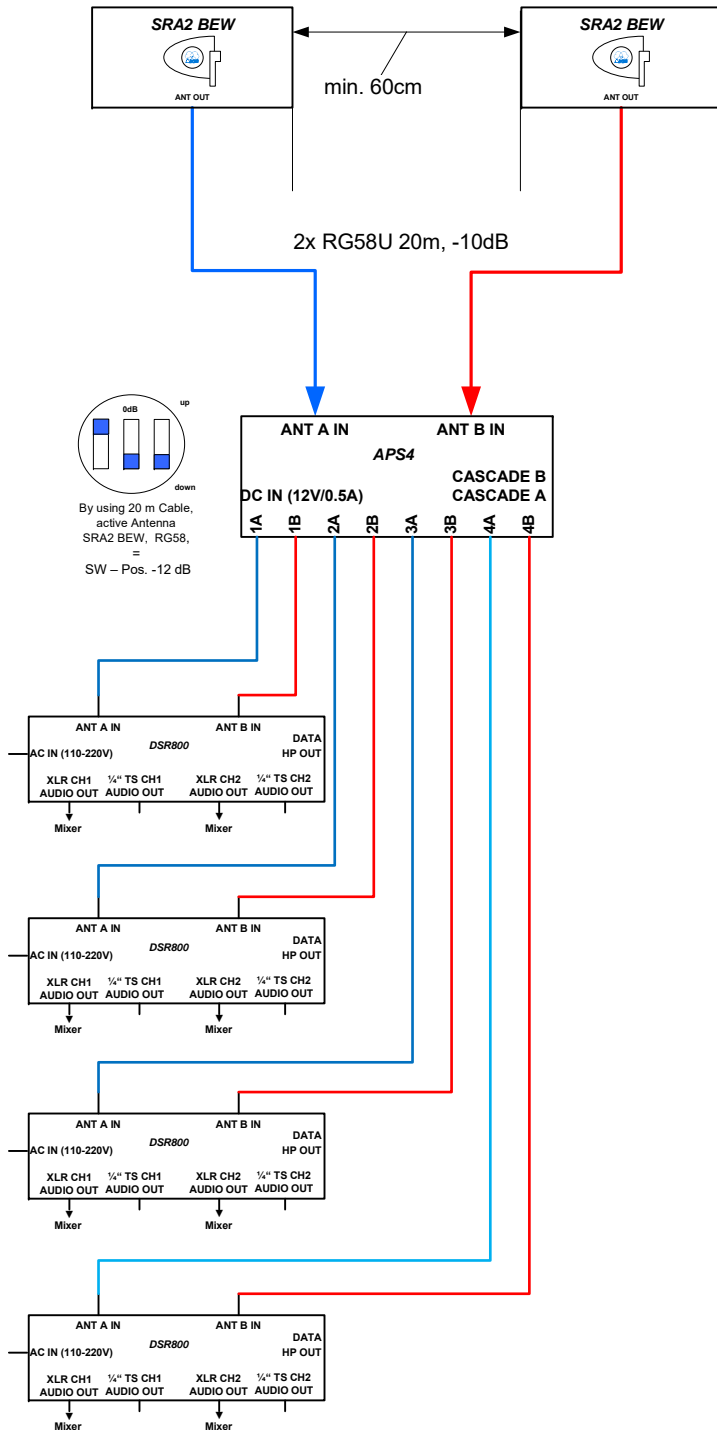 SRA2 BEW
SRA2 BEW
ANT OUT
ANT OUT
min. 60cm
2x RG58U 20m, -10dB
0dB
up
down
By using 20 m Cable,
active Antenna
SRA2 BEW, RG58,
=
SW – Pos. -12 dB
ANT A IN
ANT B IN
APS4
CASCADE B
DC IN (12V/0.5A)
CASCADE A
1A
1B
2A
2B
3A
3B
4A
4B
ANT A IN
ANT B IN
DATA
DSR800
AC IN (110-220V)
HP OUT
XLR CH1
AUDIO OUT
¼“ TS CH1
AUDIO OUT
XLR CH2
AUDIO OUT
¼“ TS CH2
AUDIO OUT
Mixer
Mixer
ANT A IN
ANT B IN
DATA
DSR800
AC IN (110-220V)
HP OUT
XLR CH1
AUDIO OUT
¼“ TS CH1
AUDIO OUT
XLR CH2
AUDIO OUT
¼“ TS CH2
AUDIO OUT
Mixer
Mixer
ANT A IN
ANT B IN
DATA
DSR800
AC IN (110-220V)
HP OUT
XLR CH1
AUDIO OUT
¼“ TS CH1
AUDIO OUT
XLR CH2
AUDIO OUT
¼“ TS CH2
AUDIO OUT
Mixer
Mixer
ANT A IN
ANT B IN
DATA
DSR800
AC IN (110-220V)
HP OUT
XLR CH1
AUDIO OUT
¼“ TS CH1
AUDIO OUT
XLR CH2
AUDIO OUT
¼“ TS CH2
AUDIO OUT
Mixer
Mixer